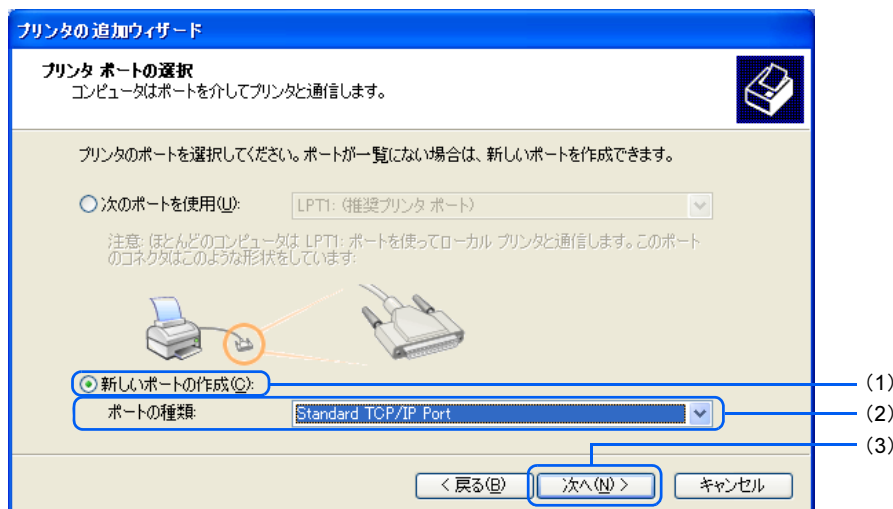 プリンタの追加ウィザード
プリンタ ポートの選択
コンピュータはポートを介してプリンタと通信します。
プリンタのポートを選択してください。ポートが一覧にない場合は、新しいポートを作成できます。
次のポートを使用(U): LPT1: (推奨プリンタ ポート)
注意: ほとんどのコンピュータは LPT1: ポートを使ってローカル プリンタと通信します。このポート
のコネクタはこのような形状をしています:
新しいポートの作成(C): (1)
ポートの種類: Standard TCP/IP Port (2)
(3)
< 戻る(B) 次へ(N) > キャンセル